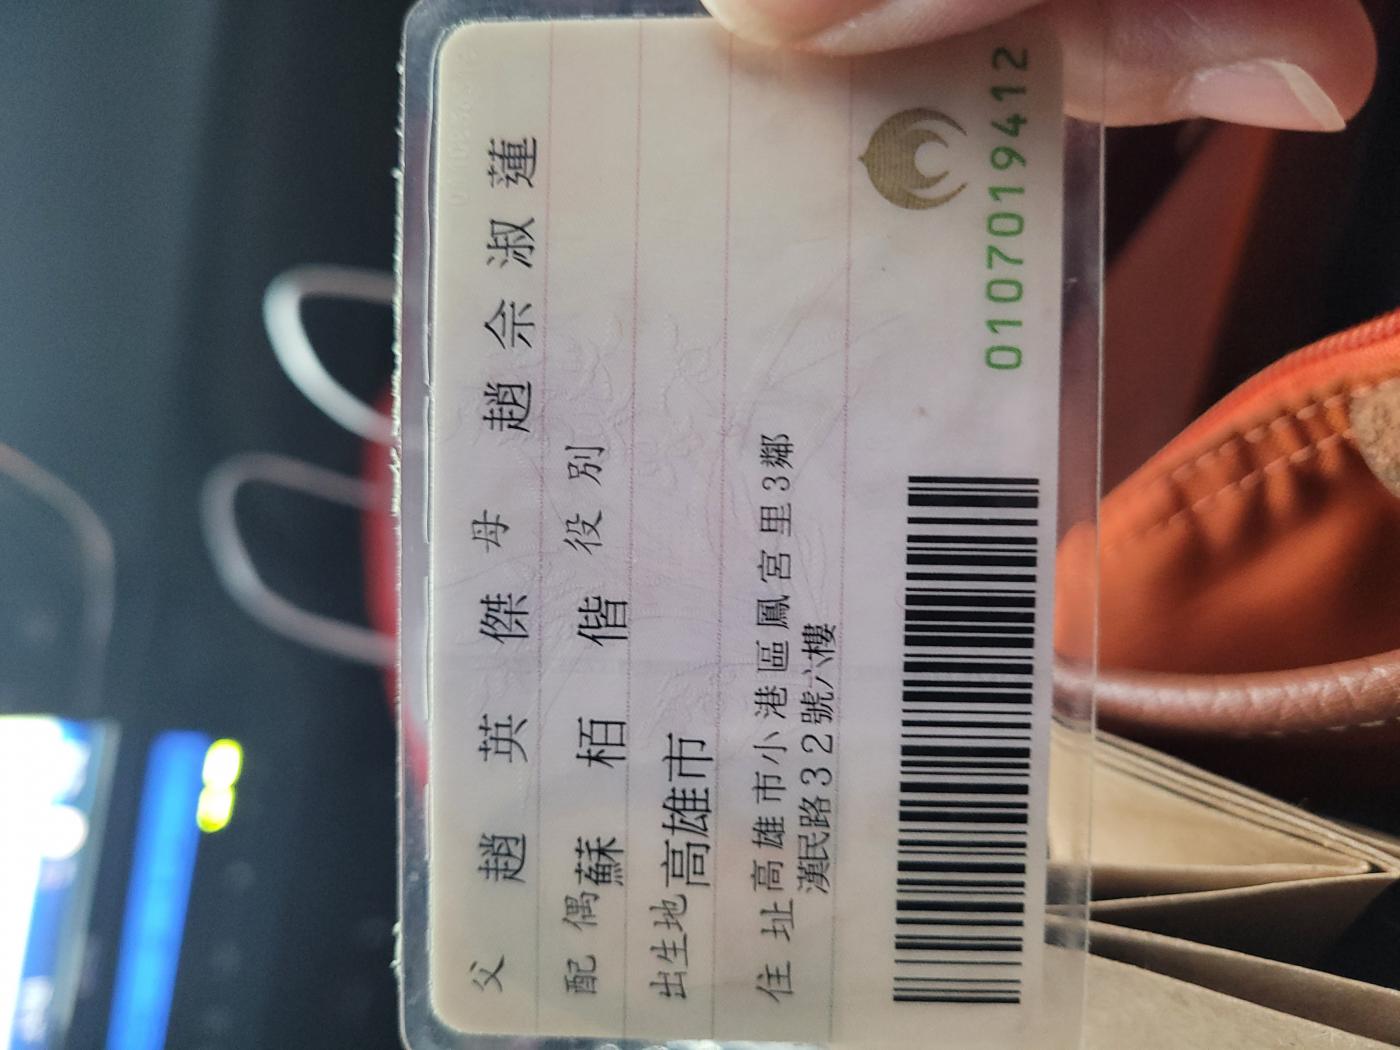 父 趙英傑 母 趙佘淑蓮
配偶 蘇栢偕 役別
出生地 高雄市
住址 高雄市小港區鳳宮里3鄰
漢民路32號六樓
0107019412